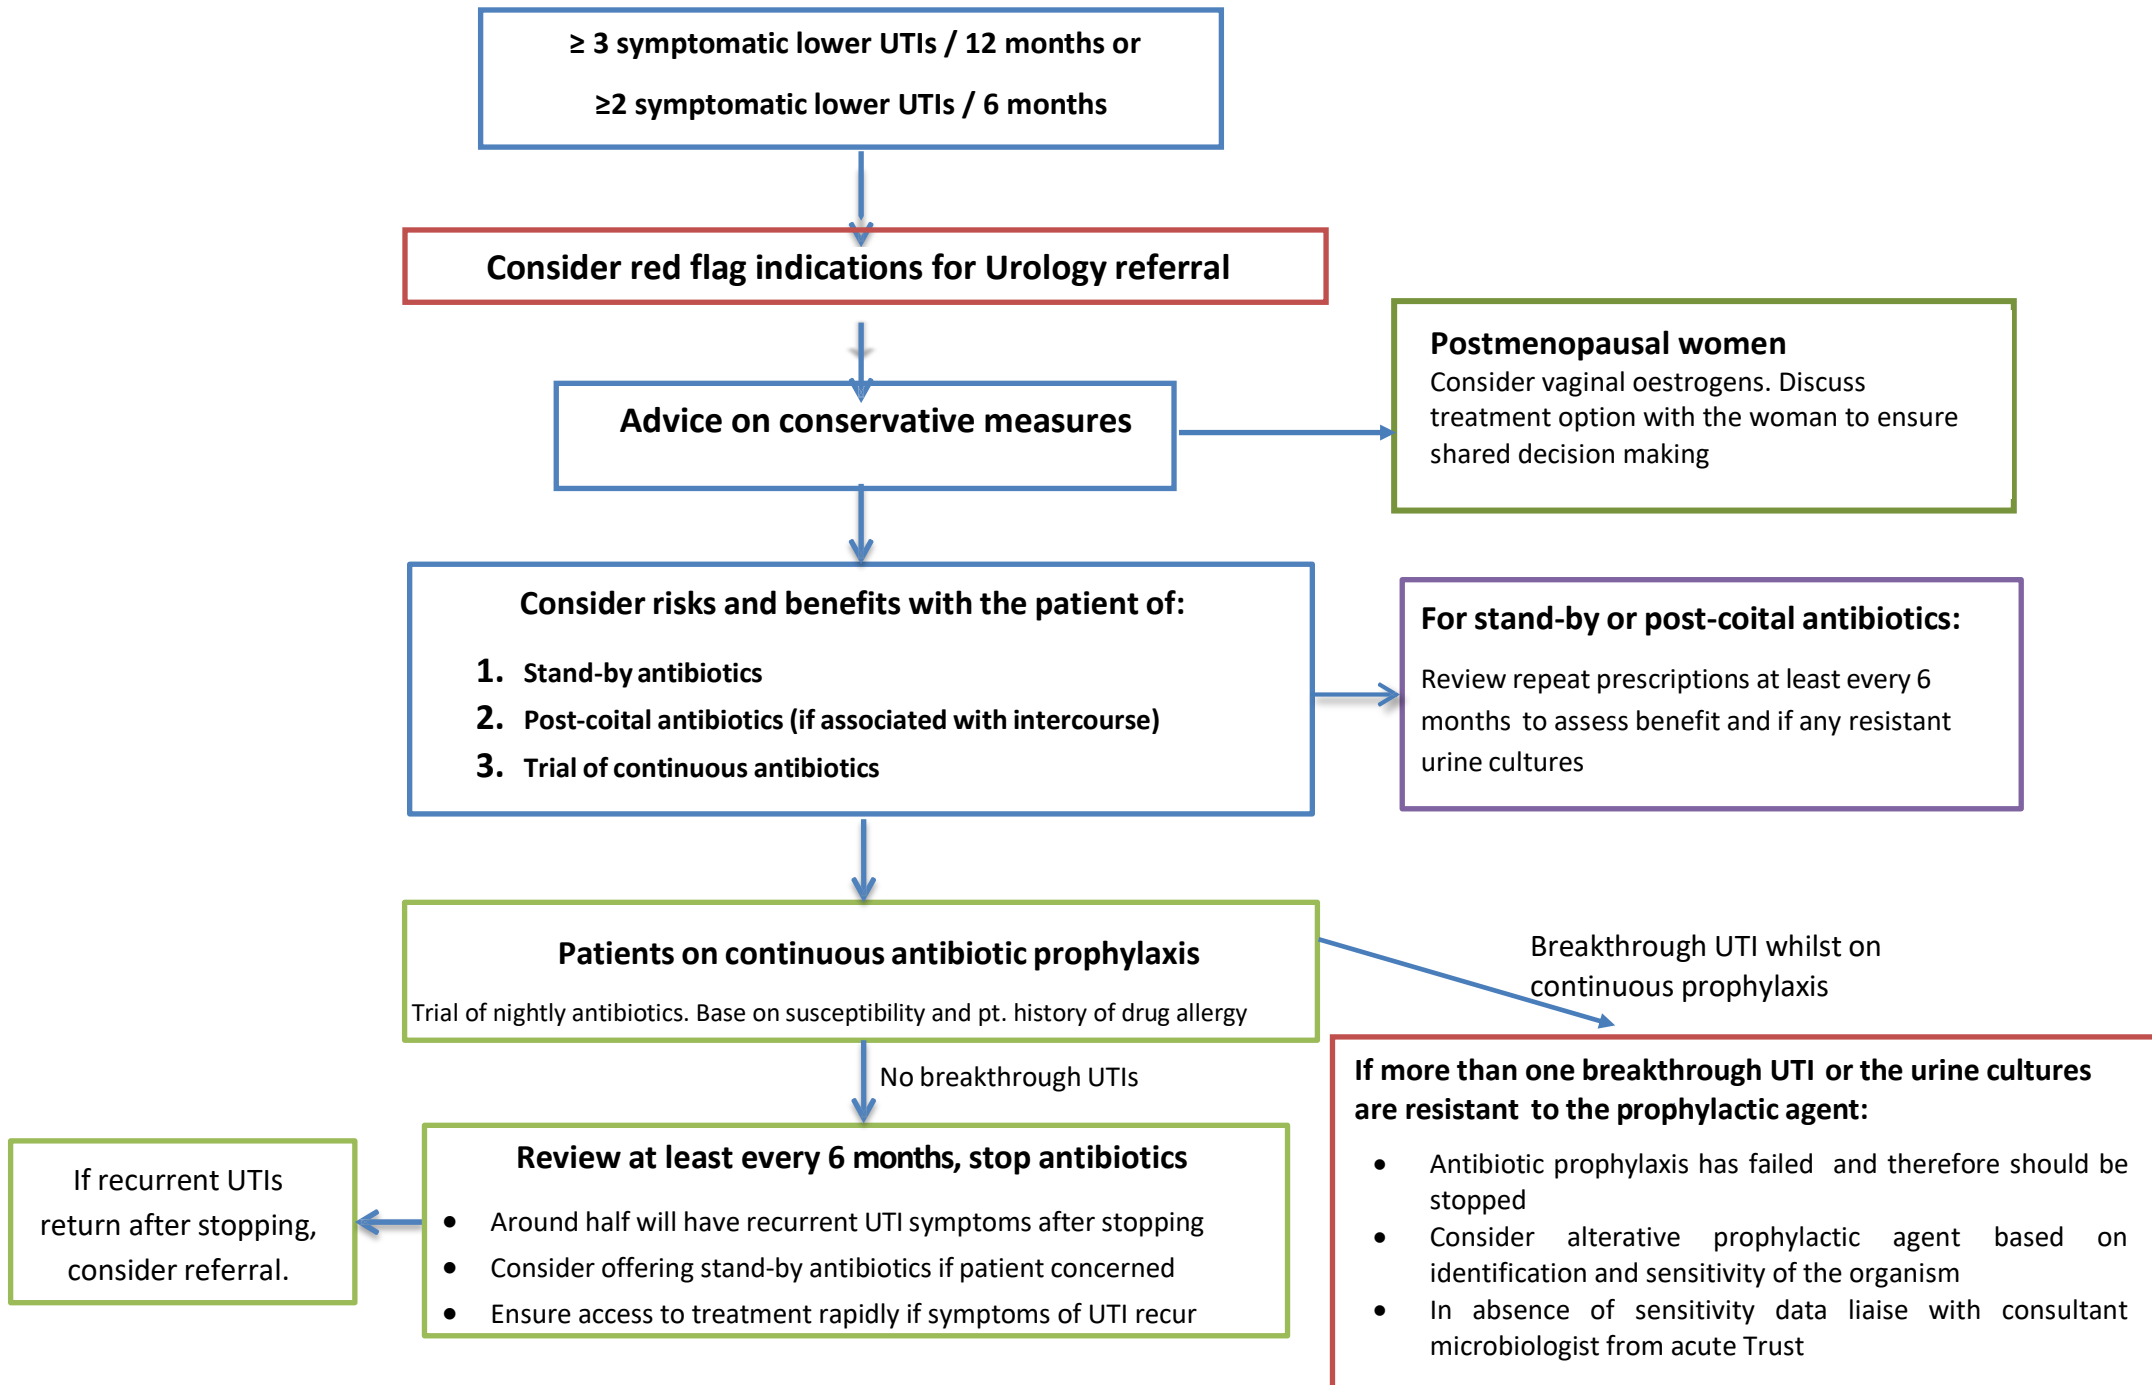 ≥ 3 symptomatic lower UTIs / 12 months or
≥2 symptomatic lower UTIs / 6 months
Consider red flag indications for Urology referral
Advice on conservative measures
Postmenopausal women
Consider vaginal oestrogens. Discuss
treatment option with the woman to ensure
shared decision making
Consider risks and benefits with the patient of:
1. Stand-by antibiotics
2. Post-coital antibiotics (if associated with intercourse)
3. Trial of continuous antibiotics
For stand-by or post-coital antibiotics:
Review repeat prescriptions at least every 6
months to assess benefit and if any resistant
urine cultures
Patients on continuous antibiotic prophylaxis
Trial of nightly antibiotics. Base on susceptibility and pt. history of drug allergy
Breakthrough UTI whilst on
continuous prophylaxis
No breakthrough UTIs
If more than one breakthrough UTI or the urine cultures
are resistant to the prophylactic agent:
• Antibiotic prophylaxis has failed and therefore should be
stopped
• Consider alterative prophylactic agent based on
identification and sensitivity of the organism
• In absence of sensitivity data liaise with consultant
microbiologist from acute Trust
Review at least every 6 months, stop antibiotics
• Around half will have recurrent UTI symptoms after stopping
• Consider offering stand-by antibiotics if patient concerned
• Ensure access to treatment rapidly if symptoms of UTI recur
If recurrent UTIs
return after stopping,
consider referral.